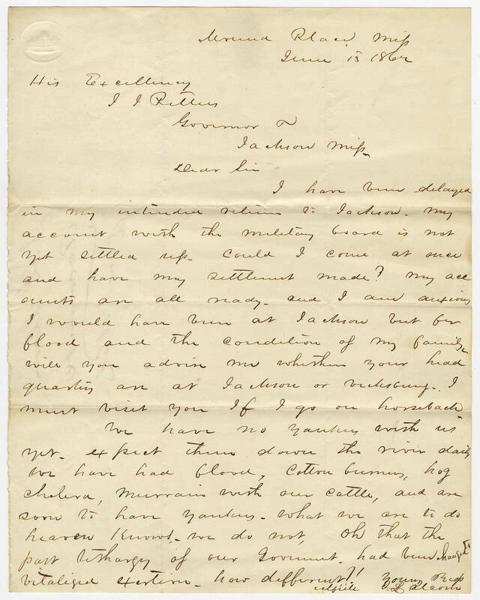 Mound Place, Miss
June 13 1862
His Excellency
J J Pettus
Governor
Jackson Miss.
Dear Sir
I have been delayed
in my intended return to Jackson. My
account with the military board is not
yet settled up. Could I come at once
and have my settlement made? My acc
ounts are all ready. and I am anxious
I would have been at Jackson but for
flood and the condition of my family.
will you advise me whether your head
quarters are at Jackson or Vicksburg. I
must visit you If I go on horseback
We have no Yankees with us
yet. expect them down the river daily
We have had flood, cotton burners, hog
cholera, murrain with our cattle, and are
soon to have Yankees. What we are to do
heaven knows. we do not. Oh that the
past lethargy of our Goverment. had been changed to
vitalized exertion. how different!! Yours Resp